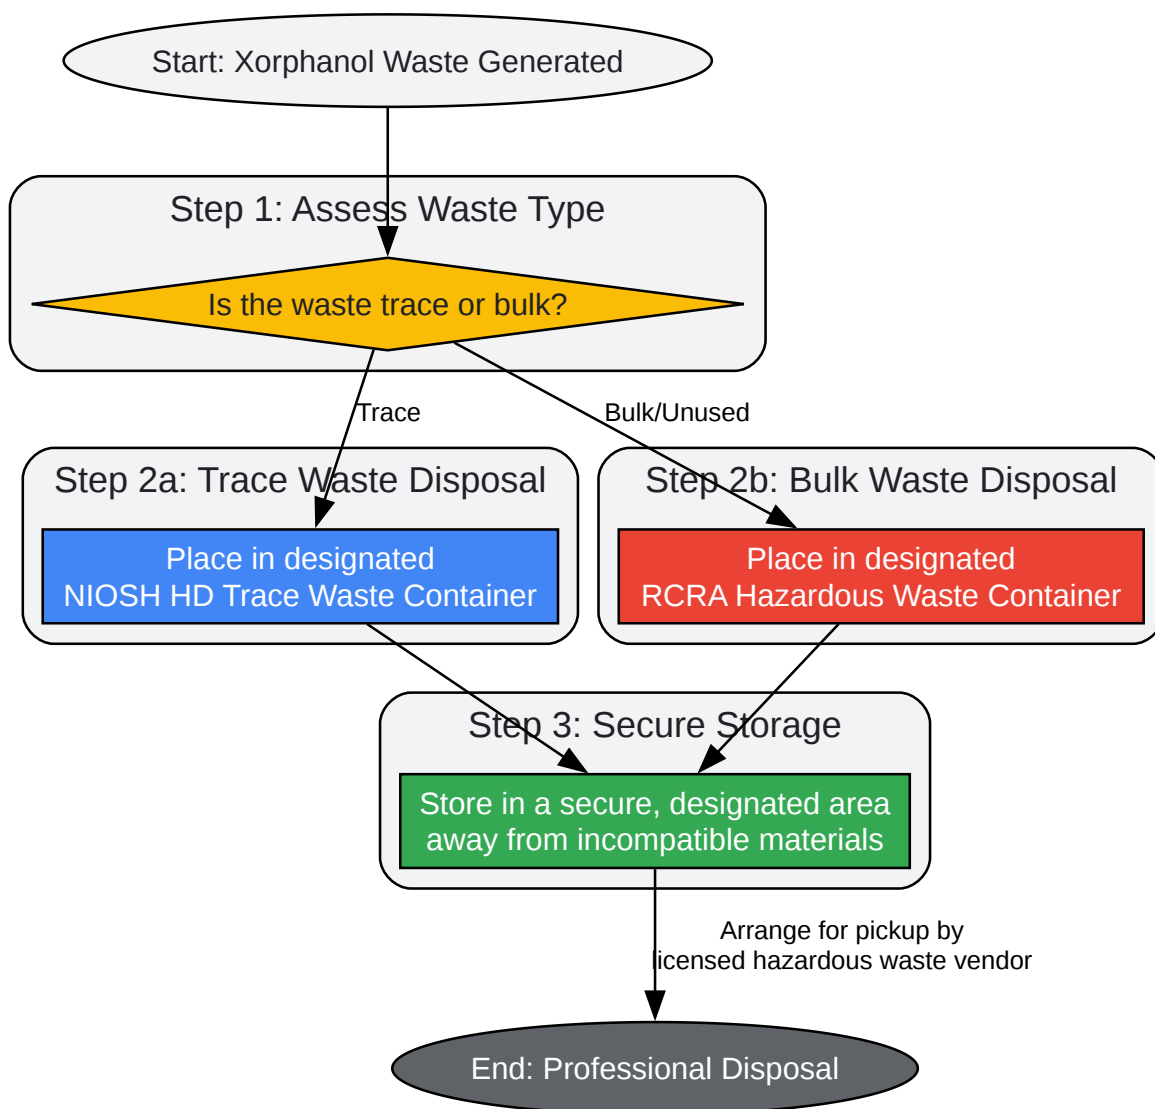 Start: Xorphanol Waste Generated
Step 1: Assess Waste Type
Is the waste trace or bulk?
Trace
Bulk/Unused
Step 2a: Trace Waste Disposal
Place in designated
NIOSH HD Trace Waste Container
Step 2b: Bulk Waste Disposal
Place in designated
RCRA Hazardous Waste Container
Step 3: Secure Storage
Store in a secure, designated area
away from incompatible materials
Arrange for pickup by
licensed hazardous waste vendor
End: Professional Disposal